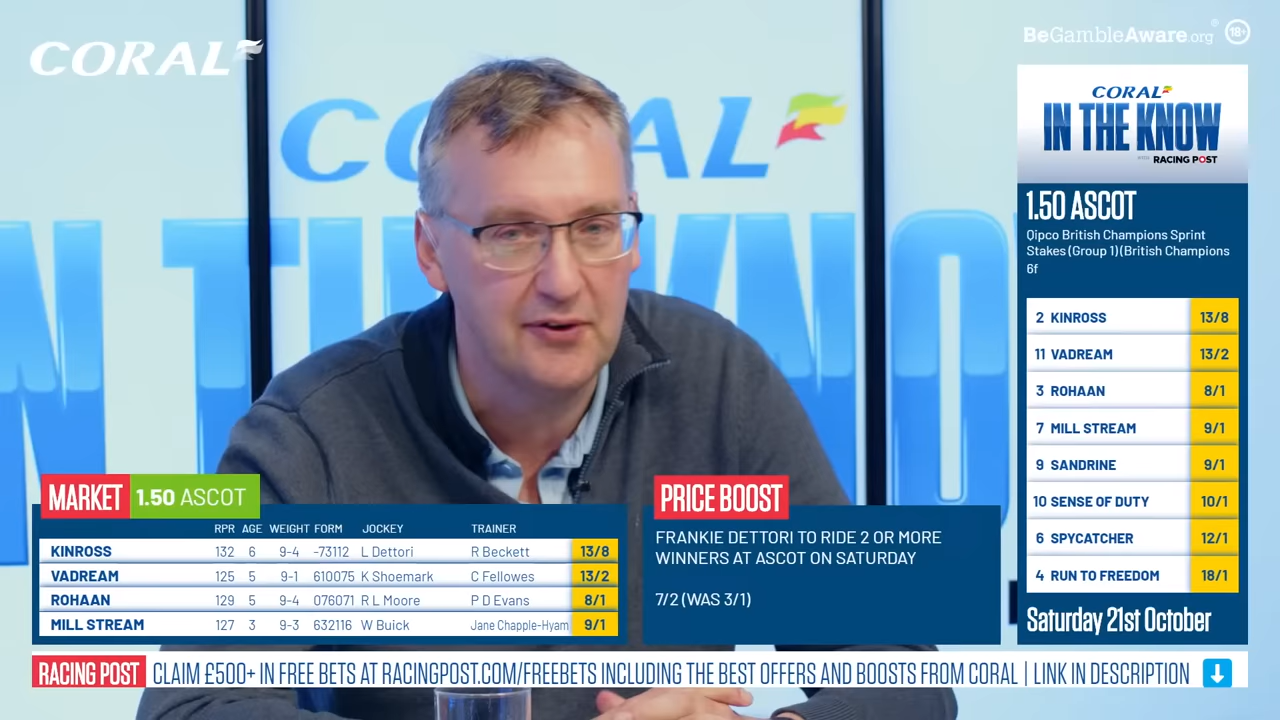 CORAL
BeGambleAware.org®
18+
CORAL
IN THE KNOW
CORAL
IN THE KNOW
WITH RACING POST
1.50 ASCOT
Qipco British Champions Sprint
Stakes (Group 1) (British Champions
6f
2 KINROSS 13/8
11 VADREAM 13/2
3 ROHAAN 8/1
7 MILL STREAM 9/1
9 SANDRINE 9/1
10 SENSE OF DUTY 10/1
6 SPYCATCHER 12/1
4 RUN TO FREEDOM 18/1
Saturday 21st October
MARKET 1.50 ASCOT
RPR AGE WEIGHT FORM JOCKEY TRAINER
KINROSS 132 6 9-4 -73112 L Dettori R Beckett 13/8
VADREAM 125 5 9-1 610075 K Shoemark C Fellowes 13/2
ROHAAN 129 5 9-4 076071 R L Moore P D Evans 8/1
MILL STREAM 127 3 9-3 632116 W Buick Jane Chapple-Hyam 9/1
PRICE BOOST
FRANKIE DETTORI TO RIDE 2 OR MORE
WINNERS AT ASCOT ON SATURDAY
7/2 (WAS 3/1)
RACING POST CLAIM £500+ IN FREE BETS AT RACINGPOST.COM/FREEBETS INCLUDING THE BEST OFFERS AND BOOSTS FROM CORAL | LINK IN DESCRIPTION